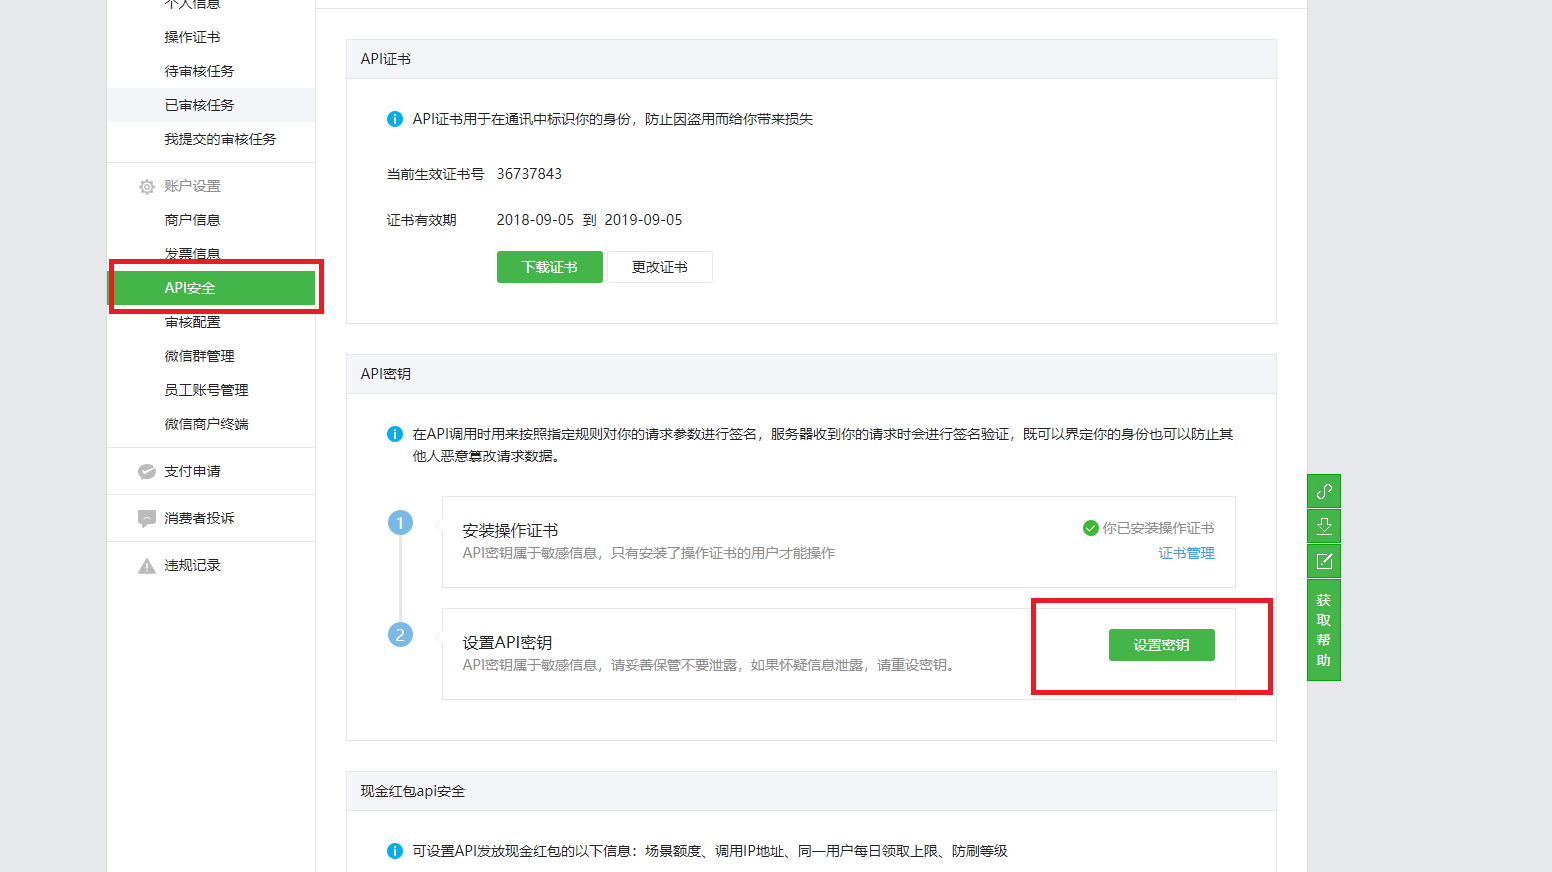 个人信息
操作证书
待审核任务
已审核任务
我提交的审核任务
账户设置
商户信息
发票信息
API安全
审核配置
微信群管理
员工账号管理
微信商户终端
支付申请
消费者投诉
违规记录
API证书
API证书用于在通讯中标识你的身份，防止因盗用而给你带来损失
当前生效证书号 36737843
证书有效期 2018-09-05 到 2019-09-05
下载证书 更改证书
API密钥
在API调用时用来按照指定规则对你的请求参数进行签名，服务器收到你的请求时会进行签名验证，既可以界定你的身份也可以防止其
他人恶意篡改请求数据。
1
安装操作证书
你已安装操作证书
API密钥属于敏感信息，只有安装了操作证书的用户才能操作
证书管理
2
设置API密钥
API密钥属于敏感信息，请妥善保管不要泄露，如果怀疑信息泄露，请重设密钥。
设置密钥
现金红包api安全
可设置API发放现金红包的以下信息：场景额度、调用IP地址、同一用户每日领取上限、防刷等级
获
取
帮
助